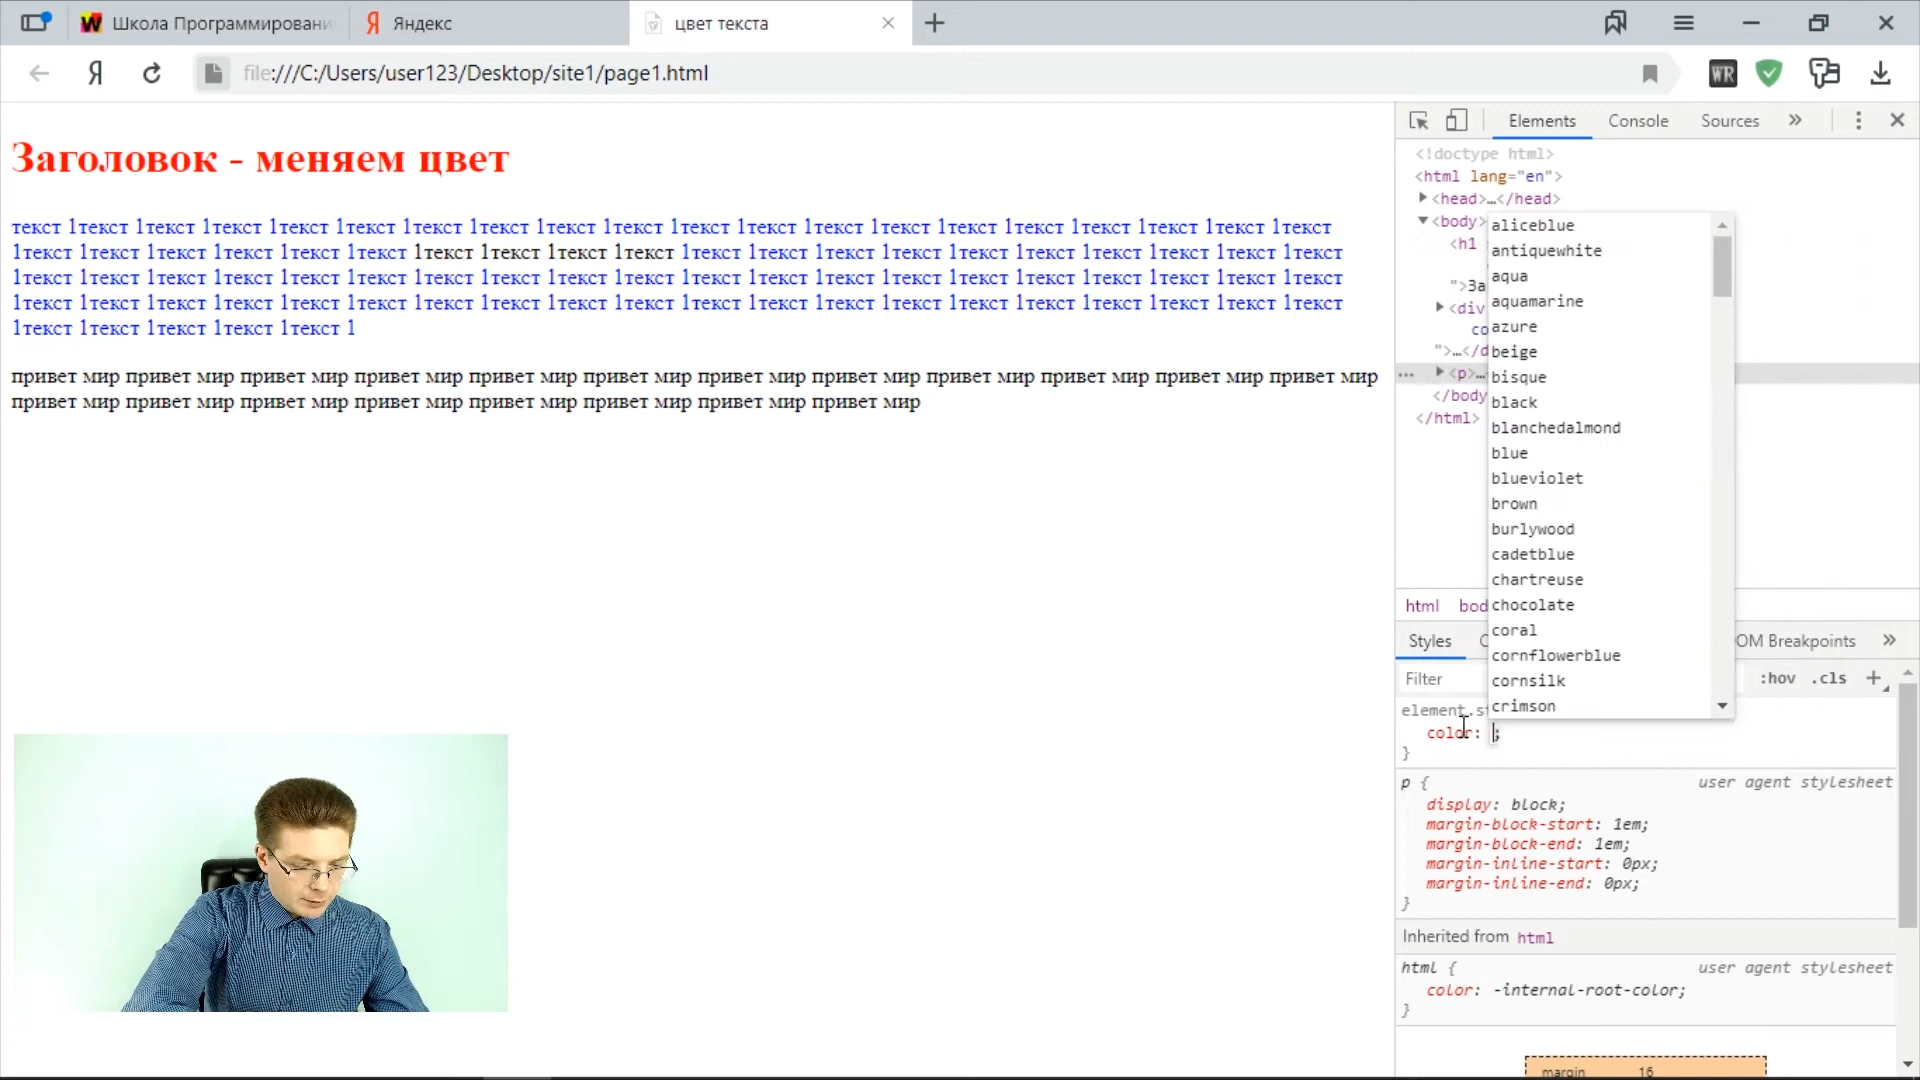 Школа Программировани
Яндекс
цвет текста
file:///C:/Users/user123/Desktop/site1/page1.html
Заголовок - меняем цвет
текст 1текст 1текст 1текст 1текст 1текст 1текст 1текст 1текст 1текст 1текст 1текст 1текст 1текст 1текст 1текст 1текст 1текст 1текст 1текст
1текст 1текст 1текст 1текст 1текст 1текст 1текст 1текст 1текст 1текст 1текст 1текст 1текст 1текст 1текст 1текст 1текст 1текст 1текст 1текст
1текст 1текст 1текст 1текст 1текст 1текст 1текст 1текст 1текст 1текст 1текст 1текст 1текст 1текст 1текст 1текст 1текст 1текст 1текст 1текст
1текст 1текст 1текст 1текст 1текст 1текст 1текст 1текст 1текст 1текст 1текст 1текст 1текст 1текст 1текст 1текст 1текст 1текст 1текст 1текст
1текст 1текст 1текст 1текст 1текст 1
привет мир привет мир привет мир привет мир привет мир привет мир привет мир привет мир привет мир привет мир привет мир привет мир
привет мир привет мир привет мир привет мир привет мир привет мир привет мир привет мир
Elements Console Sources »
<!doctype html>
<html lang="en">
<head>…</head>
<body>
<h1
">За
<div
со
">…</d
<p>…
</body
</html>
aliceblue
antiquewhite
aqua
aquamarine
azure
beige
bisque
black
blanchedalmond
blue
blueviolet
brown
burlywood
cadetblue
chartreuse
chocolate
coral
cornflowerblue
cornsilk
crimson
html bod
Styles C OM Breakpoints »
Filter :hov .cls +
element.st
color: ;
}
p { user agent stylesheet
display: block;
margin-block-start: 1em;
margin-block-end: 1em;
margin-inline-start: 0px;
margin-inline-end: 0px;
}
Inherited from html
html { user agent stylesheet
color: -internal-root-color;
}
margin 16